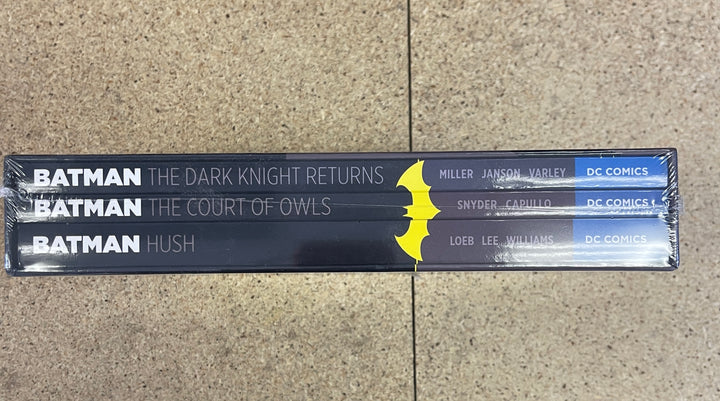 BATMAN THE DARK KNIGHT RETURNS MILLER JANSON VARLEY DC COMICS
BATMAN THE COURT OF OWLS SNYDER CAPULLO DC COMICS
BATMAN HUSH LOEB LEE WILLIAMS DC COMICS